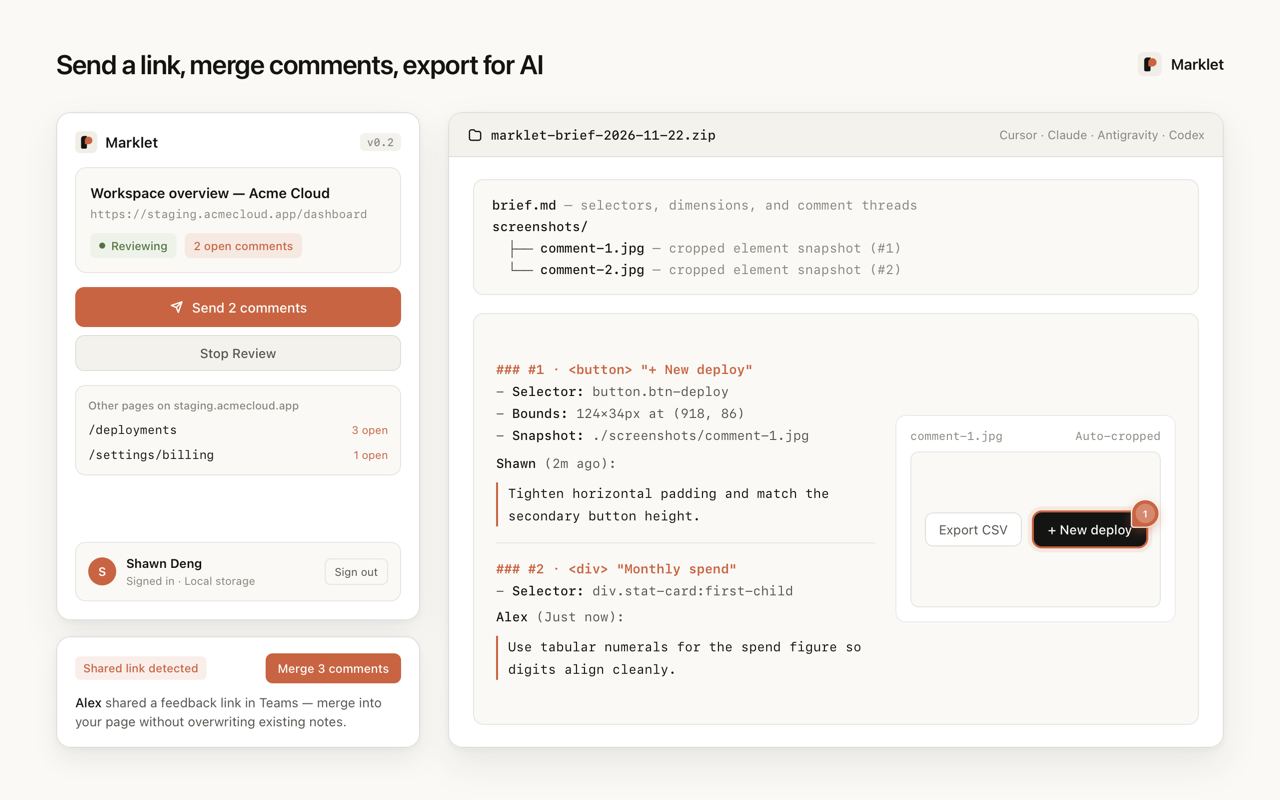 Send a link, merge comments, export for AI
Marklet
Marklet
v0.2
Workspace overview — Acme Cloud
https://staging.acmecloud.app/dashboard
Reviewing
2 open comments
Send 2 comments
Stop Review
Other pages on staging.acmecloud.app
/deployments 3 open
/settings/billing 1 open
S
Shawn Deng
Signed in · Local storage
Sign out
Shared link detected
Merge 3 comments
Alex shared a feedback link in Teams — merge into
your page without overwriting existing notes.
marklet-brief-2026-11-22.zip
Cursor · Claude · Antigravity · Codex
brief.md — selectors, dimensions, and comment threads
screenshots/
├── comment-1.jpg — cropped element snapshot (#1)
└── comment-2.jpg — cropped element snapshot (#2)
### #1 · <button> "+ New deploy"
- Selector: button.btn-deploy
- Bounds: 124×34px at (918, 86)
- Snapshot: ./screenshots/comment-1.jpg
Shawn (2m ago):
Tighten horizontal padding and match the
secondary button height.
### #2 · <div> "Monthly spend"
- Selector: div.stat-card:first-child
Alex (Just now):
Use tabular numerals for the spend figure so
digits align cleanly.
comment-1.jpg
Auto-cropped
Export CSV
+ New deploy
1